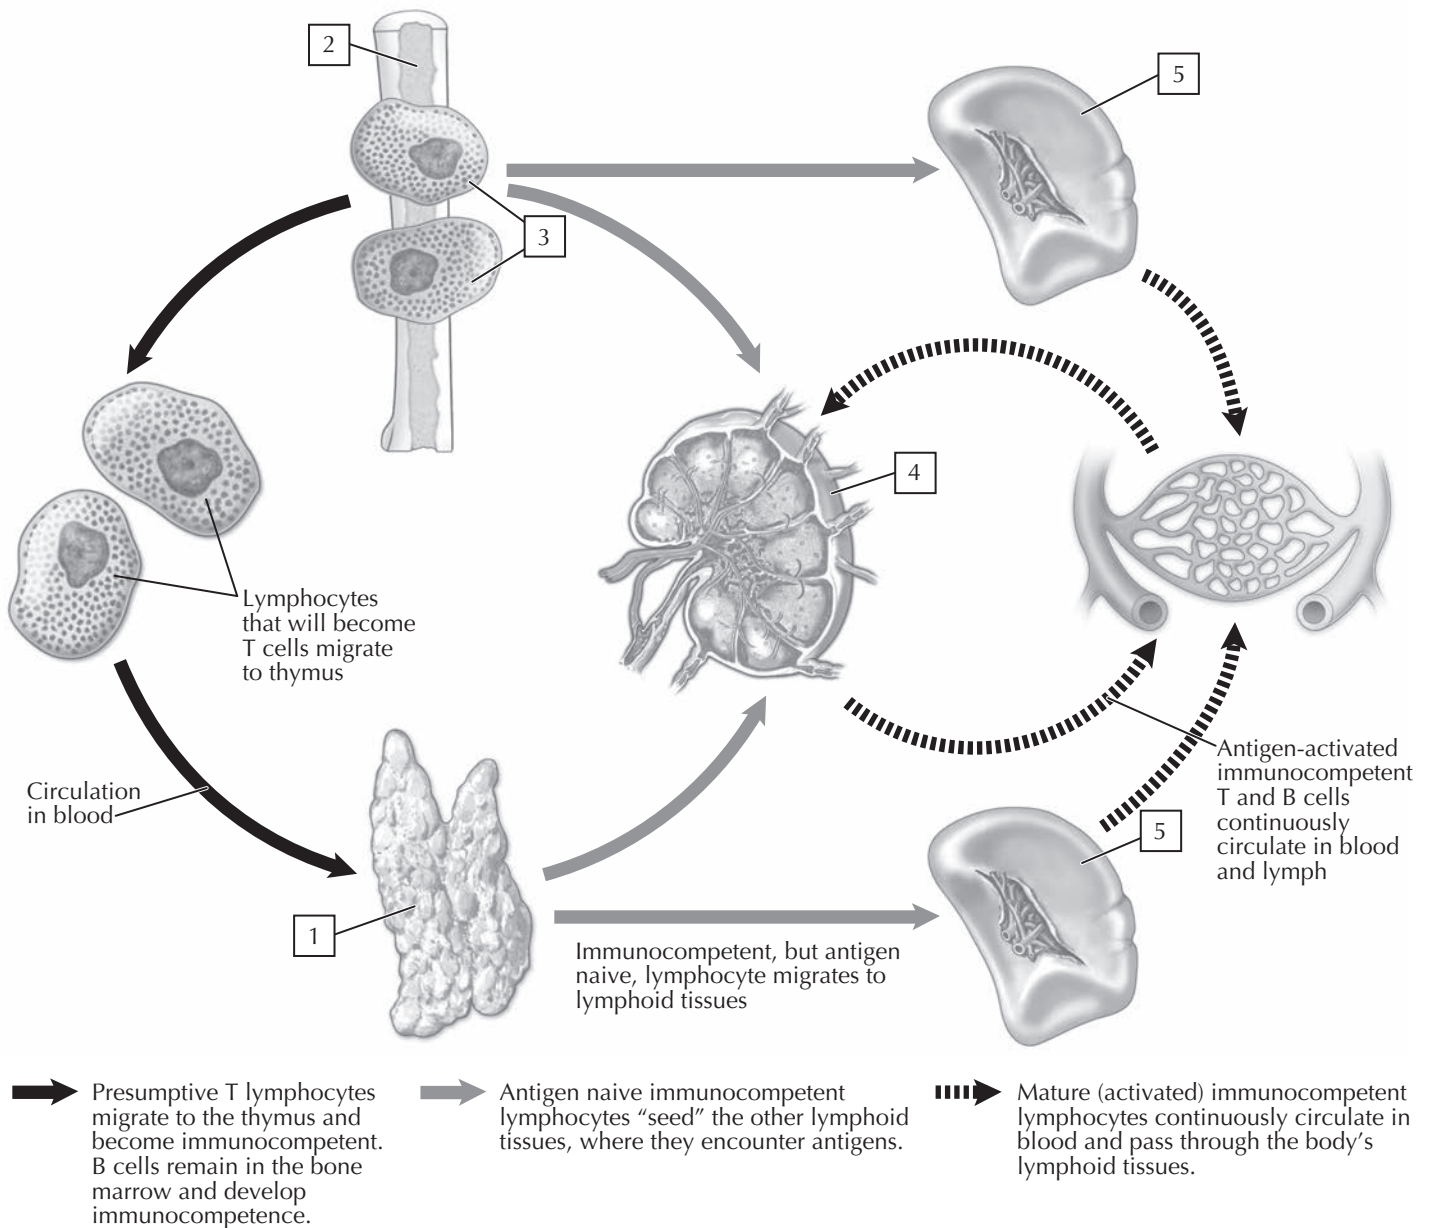 2
5
3
4
Lymphocytes
that will become
T cells migrate
to thymus
Antigen-activated
immunocompetent
T and B cells
continuously
circulate in blood
and lymph
Circulation
in blood
5
1
Immunocompetent, but antigen
naive, lymphocyte migrates to
lymphoid tissues
Presumptive T lymphocytes
migrate to the thymus and
become immunocompetent.
B cells remain in the bone
marrow and develop
immunocompetence.
Antigen naive immunocompetent
lymphocytes “seed” the other lymphoid
tissues, where they encounter antigens.
Mature (activated) immunocompetent
lymphocytes continuously circulate in
blood and pass through the body’s
lymphoid tissues.